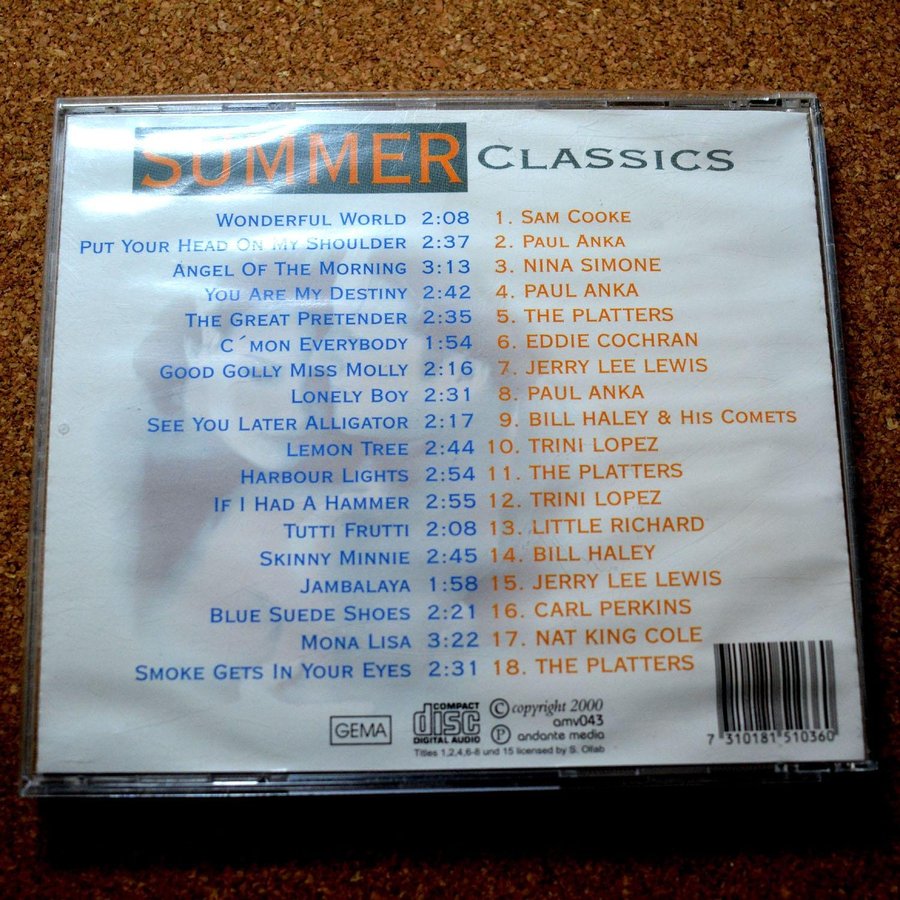 SUMMER CLASSICS
WONDERFUL WORLD 2:08 1. SAM COOKE
PUT YOUR HEAD ON MY SHOULDER 2:37 2. PAUL ANKA
ANGEL OF THE MORNING 3:13 3. NINA SIMONE
YOU ARE MY DESTINY 2:42 4. PAUL ANKA
THE GREAT PRETENDER 2:35 5. THE PLATTERS
C´MON EVERYBODY 1:54 6. EDDIE COCHRAN
GOOD GOLLY MISS MOLLY 2:16 7. JERRY LEE LEWIS
LONELY BOY 2:31 8. PAUL ANKA
SEE YOU LATER ALLIGATOR 2:17 9. BILL HALEY & HIS COMETS
LEMON TREE 2:44 10. TRINI LOPEZ
HARBOUR LIGHTS 2:54 11. THE PLATTERS
IF I HAD A HAMMER 2:55 12. TRINI LOPEZ
TUTTI FRUTTI 2:08 13. LITTLE RICHARD
SKINNY MINNIE 2:45 14. BILL HALEY
JAMBALAYA 1:58 15. JERRY LEE LEWIS
BLUE SUEDE SHOES 2:21 16. CARL PERKINS
MONA LISA 3:22 17. NAT KING COLE
SMOKE GETS IN YOUR EYES 2:31 18. THE PLATTERS
GEMA
COMPACT
disc
DIGITAL AUDIO
© copyright 2000
amv043
℗ andante media
Titles 1,2,4,6-8 und 15 licensed by S. Ollab
7 310181 510360